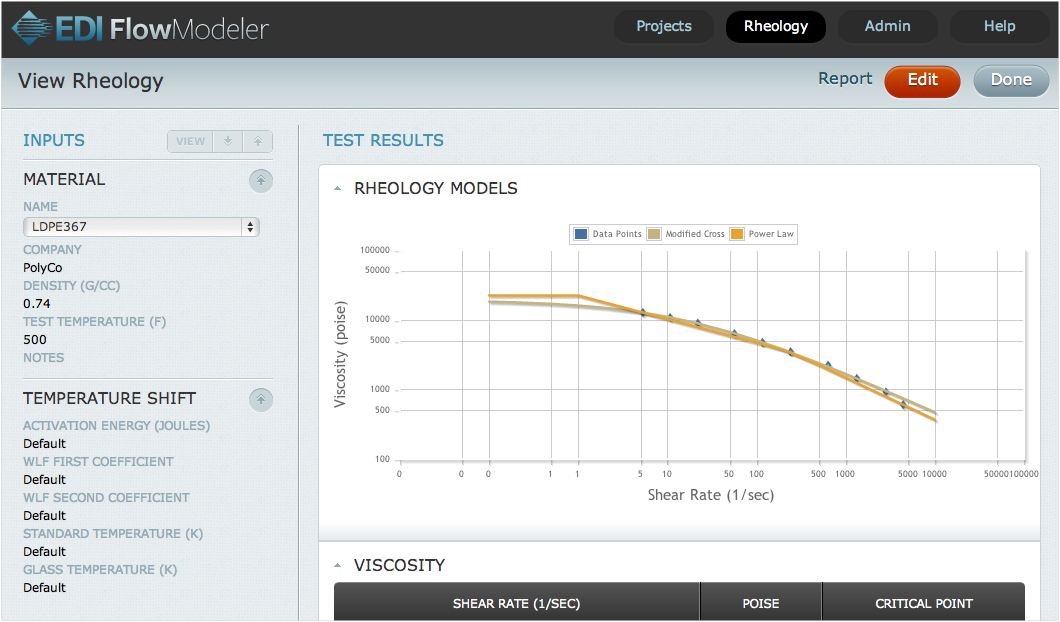 EDI FlowModeler
Projects
Rheology
Admin
Help
View Rheology
Report
Edit
Done
INPUTS
VIEW
MATERIAL
NAME
LDPE367
COMPANY
PolyCo
DENSITY (G/CC)
0.74
TEST TEMPERATURE (F)
500
NOTES
TEMPERATURE SHIFT
ACTIVATION ENERGY (JOULES)
Default
WLF FIRST COEFFICIENT
Default
WLF SECOND COEFFICIENT
Default
STANDARD TEMPERATURE (K)
Default
GLASS TEMPERATURE (K)
Default
TEST RESULTS
RHEOLOGY MODELS
Data Points Modified Cross Power Law
Viscosity (poise)
100000
50000
10000
5000
1000
500
100
0 0 0 1 1 5 10 50 100 500 1000 5000 10000 50000100000
Shear Rate (1/sec)
VISCOSITY
SHEAR RATE (1/SEC) POISE CRITICAL POINT